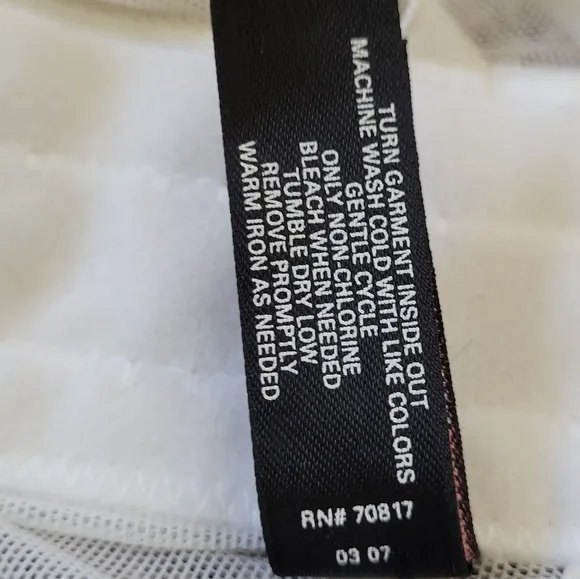 TURN GARMENT INSIDE OUT
MACHINE WASH COLD WITH LIKE COLORS
GENTLE CYCLE
ONLY NON-CHLORINE
BLEACH WHEN NEEDED
TUMBLE DRY LOW
REMOVE PROMPTLY
WARM IRON AS NEEDED
RN# 70817
03 07